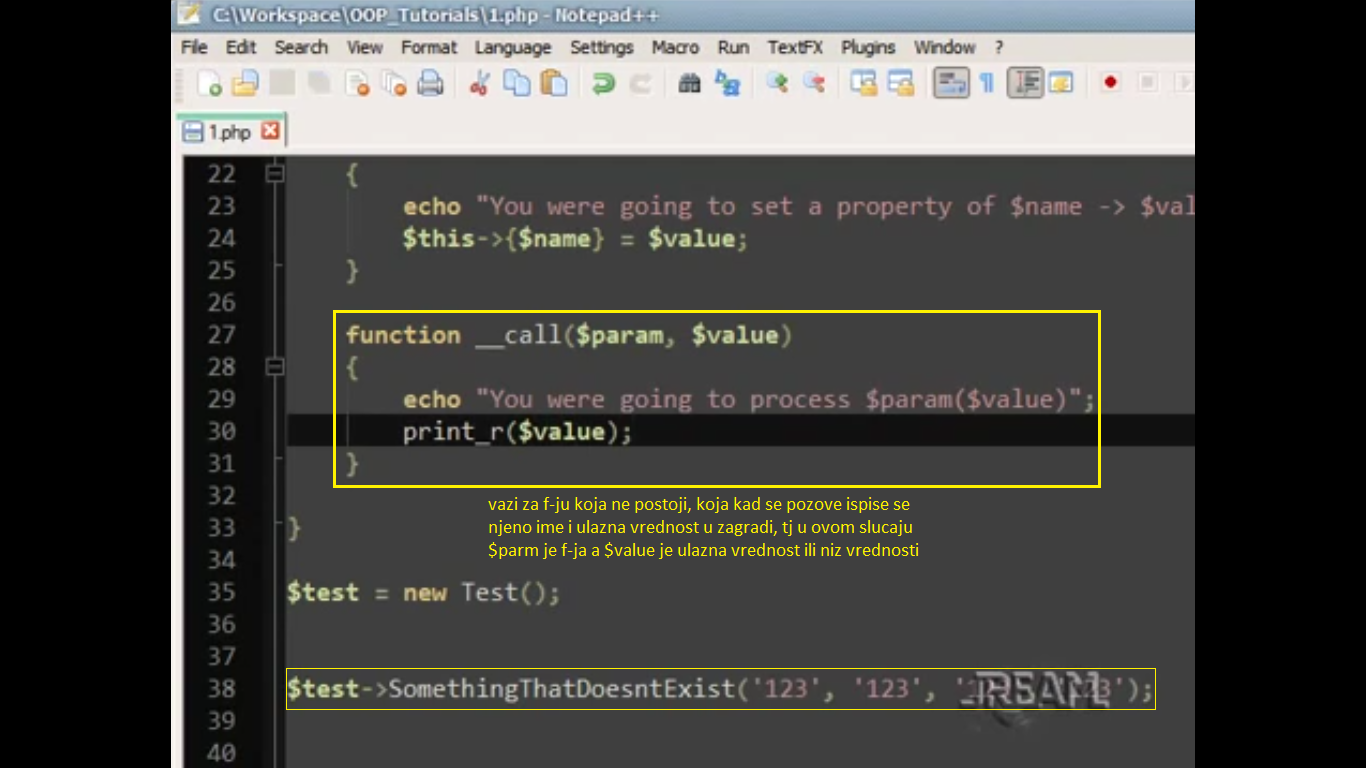 C:\Workspace\OOP_Tutorials\1.php - Notepad++
File Edit Search View Format Language Settings Macro Run TextFX Plugins Window ?
1.php
22 {
23 echo "You were going to set a property of $name -> $val
24 $this->{$name} = $value;
25 }
26
27 function __call($param, $value)
28 {
29 echo "You were going to process $param($value)";
30 print_r($value);
31 }
32
vazi za f-ju koja ne postoji, koja kad se pozove ispise se
njeno ime i ulazna vrednost u zagradi, tj u ovom slucaju
$parm je f-ja a $value je ulazna vrednost ili niz vrednosti
33 }
34
35 $test = new Test();
36
37
38 $test->SomethingThatDoesntExist('123', '123',
39
40